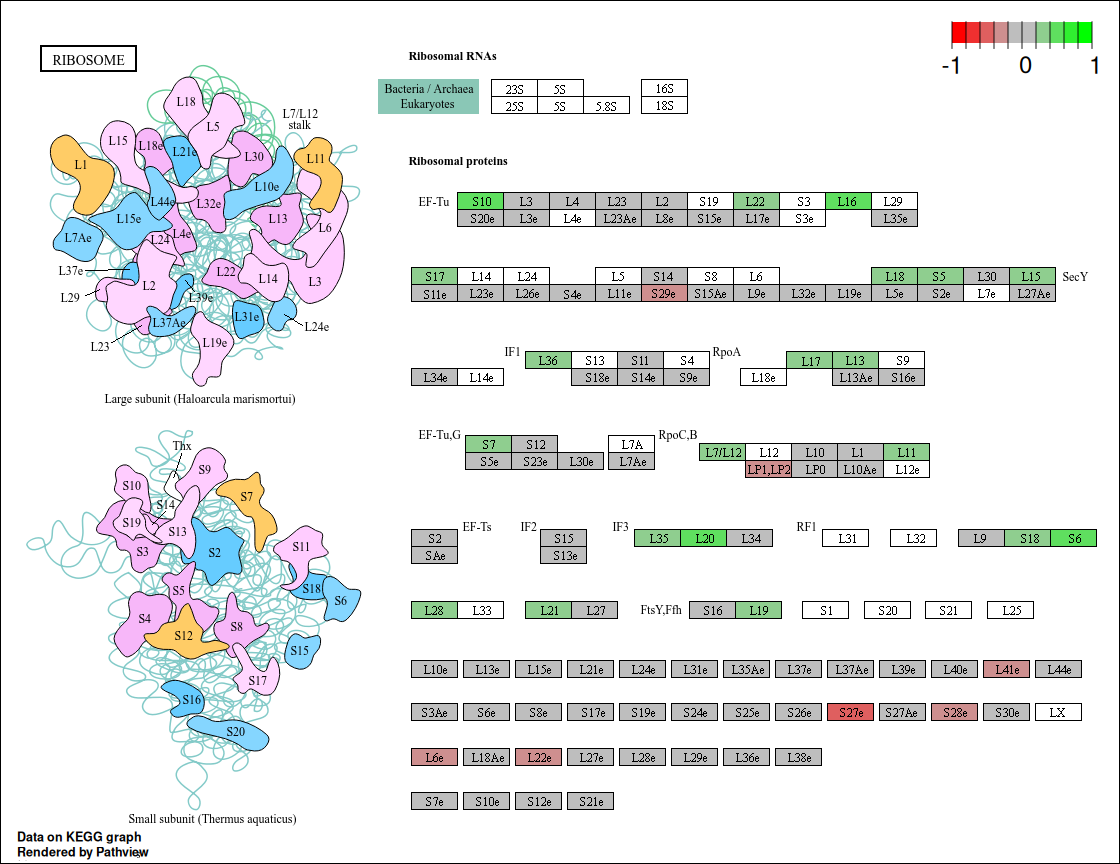 RIBOSOME
-1 0 1
Ribosomal RNAs
Bacteria / Archaea 23S 5S 16S
Eukaryotes 25S 5S 5.8S 18S
Ribosomal proteins
EF-Tu S10 L3 L4 L23 L2 S19 L22 S3 L16 L29
S20e L3e L4e L23Ae L8e S15e L17e S3e L35e
S17 L14 L24 L5 S14 S8 L6 L18 S5 L30 L15 SecY
S11e L23e L26e S4e L11e S29e S15Ae L9e L32e L19e L5e S2e L7e L27Ae
IF1 L36 S13 S11 S4 RpoA L17 L13 S9
L34e L14e S18e S14e S9e L18e L13Ae S16e
EF-Tu,G S7 S12 L7A RpoC,B L7/L12 L12 L10 L1 L11
S5e S23e L30e L7Ae LP1,LP2 LP0 L10Ae L12e
S2 EF-Ts IF2 S15 IF3 L35 L20 L34 RF1 L31 L32 L9 S18 S6
SAe S13e
L28 L33 L21 L27 FtsY,Ffh S16 L19 S1 S20 S21 L25
L10e L13e L15e L21e L24e L31e L35Ae L37e L37Ae L39e L40e L41e L44e
S3Ae S6e S8e S17e S19e S24e S25e S26e S27e S27Ae S28e S30e LX
L6e L18Ae L22e L27e L28e L29e L36e L38e
S7e S10e S12e S21e
L18
L5
L7/L12
stalk
L15
L18e
L21e
L30
L11
L1
L10e
L44e
L32e
L15e
L13
L6
L7Ae
L24
L4e
L37e
L22
L14
L3
L2
L29
L39e
L37Ae
L31e
L24e
L23
L19e
Large subunit (Haloarcula marismortui)
Thx
S9
S10
S7
S14
S19
S13
S3
S2
S11
S5
S18
S6
S4
S12
S8
S15
S17
S16
S20
Small subunit (Thermus aquaticus)
Data on KEGG graph
Rendered by Pathview